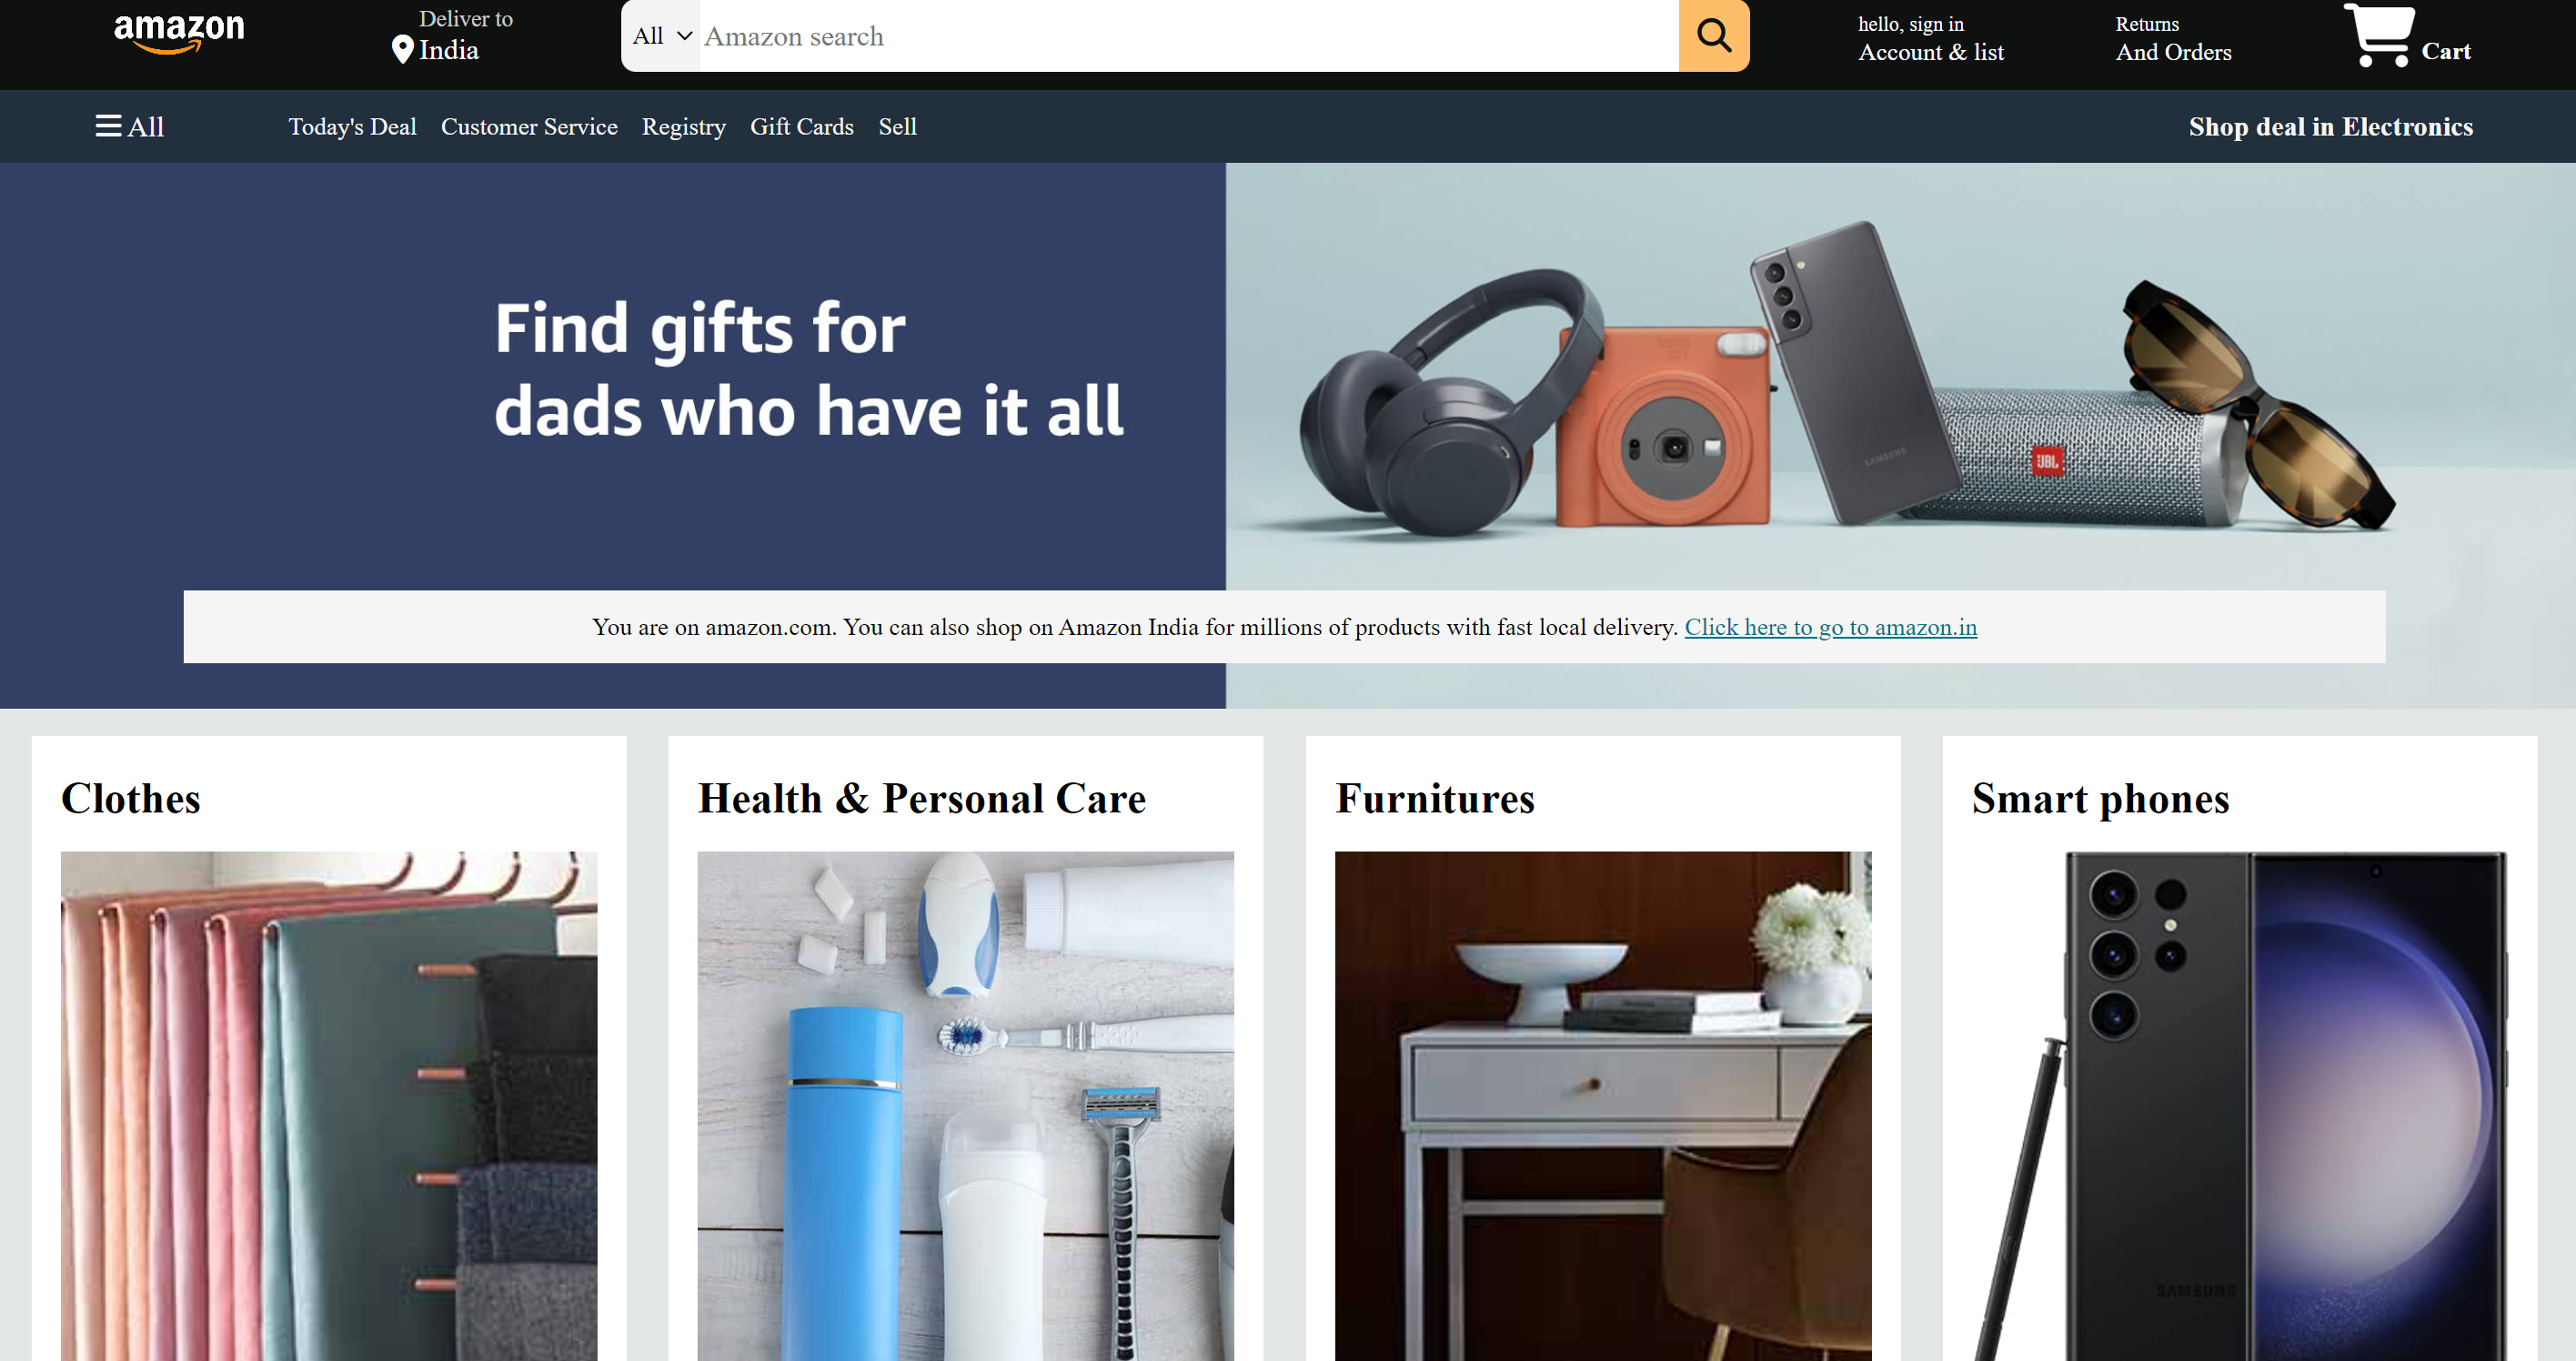 amazon
Deliver to
India
All
Amazon search
hello, sign in
Account & list
Returns
And Orders
Cart
All
Today's Deal
Customer Service
Registry
Gift Cards
Sell
Shop deal in Electronics
Find gifts for
dads who have it all
SAMSUNG
JBL
You are on amazon.com. You can also shop on Amazon India for millions of products with fast local delivery. Click here to go to amazon.in
Clothes
Health & Personal Care
Furnitures
Smart phones
SAMSUNG